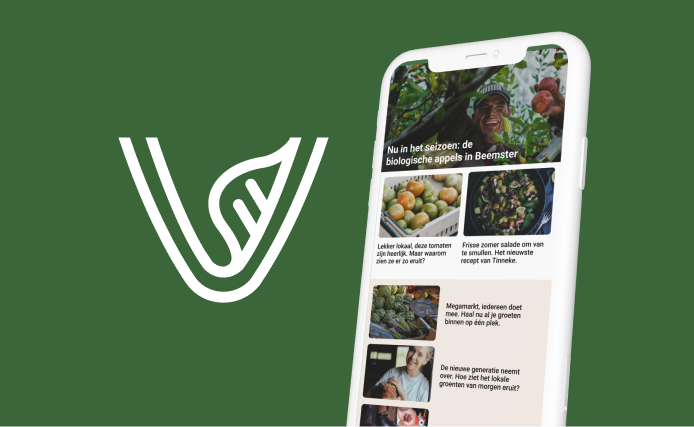 Nu in het seizoen: de
biologische appels in Beemster
Lekker lokaal, deze tomaten
zijn heerlijk. Maar waarom
zien ze er zo eruit?
Frisse zomer salade om van
te smullen. Het nieuwste
recept van Tinneke.
Megamarkt, iedereen doet
mee. Haal nu al je groeten
binnen op één plek.
De nieuwe generatie neemt
over. Hoe ziet het lokale
groenten van morgen eruit?